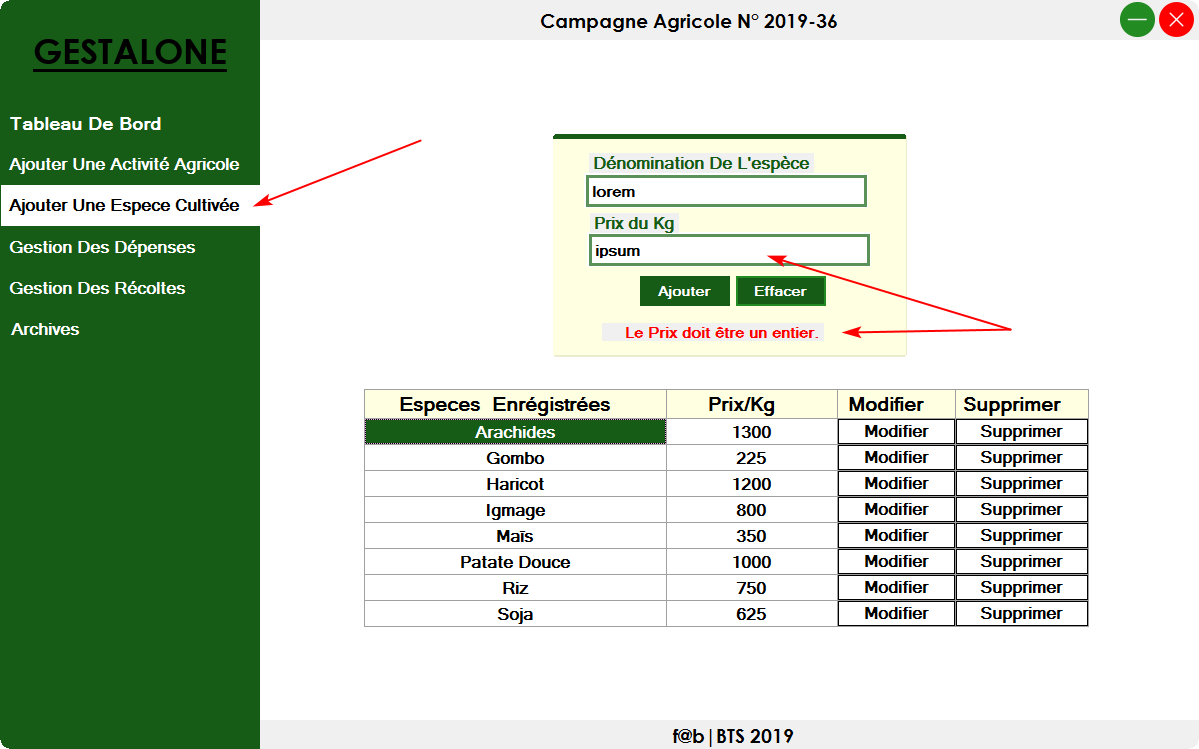 Campagne Agricole N° 2019-36
GESTALONE
Tableau De Bord
Ajouter Une Activité Agricole
Ajouter Une Espece Cultivée
Gestion Des Dépenses
Gestion Des Récoltes
Archives
Dénomination De L'espèce
lorem
Prix du Kg
ipsum
Ajouter Effacer
Le Prix doit être un entier.
Especes Enrégistrées Prix/Kg Modifier Supprimer
Arachides 1300 Modifier Supprimer
Gombo 225 Modifier Supprimer
Haricot 1200 Modifier Supprimer
Igmage 800 Modifier Supprimer
Maïs 350 Modifier Supprimer
Patate Douce 1000 Modifier Supprimer
Riz 750 Modifier Supprimer
Soja 625 Modifier Supprimer
f@b|BTS 2019